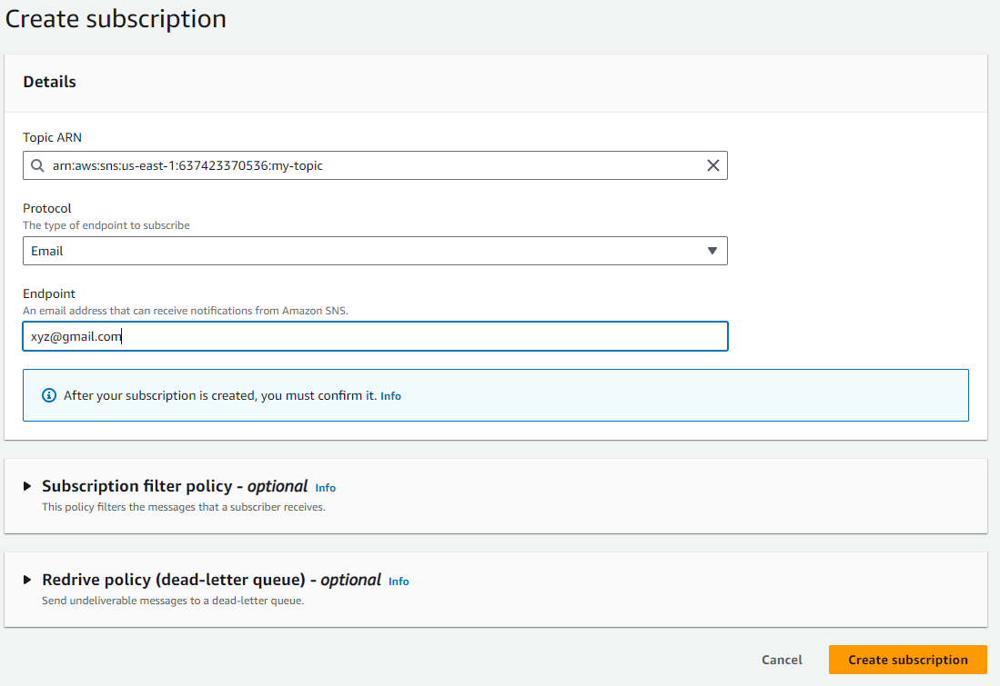 Create subscription
Details
Topic ARN
arn:aws:sns:us-east-1:637423370536:my-topic
Protocol
The type of endpoint to subscribe
Email
Endpoint
An email address that can receive notifications from Amazon SNS.
xyz@gmail.com
After your subscription is created, you must confirm it. Info
Subscription filter policy - optional Info
This policy filters the messages that a subscriber receives.
Redrive policy (dead-letter queue) - optional Info
Send undeliverable messages to a dead-letter queue.
Cancel Create subscription